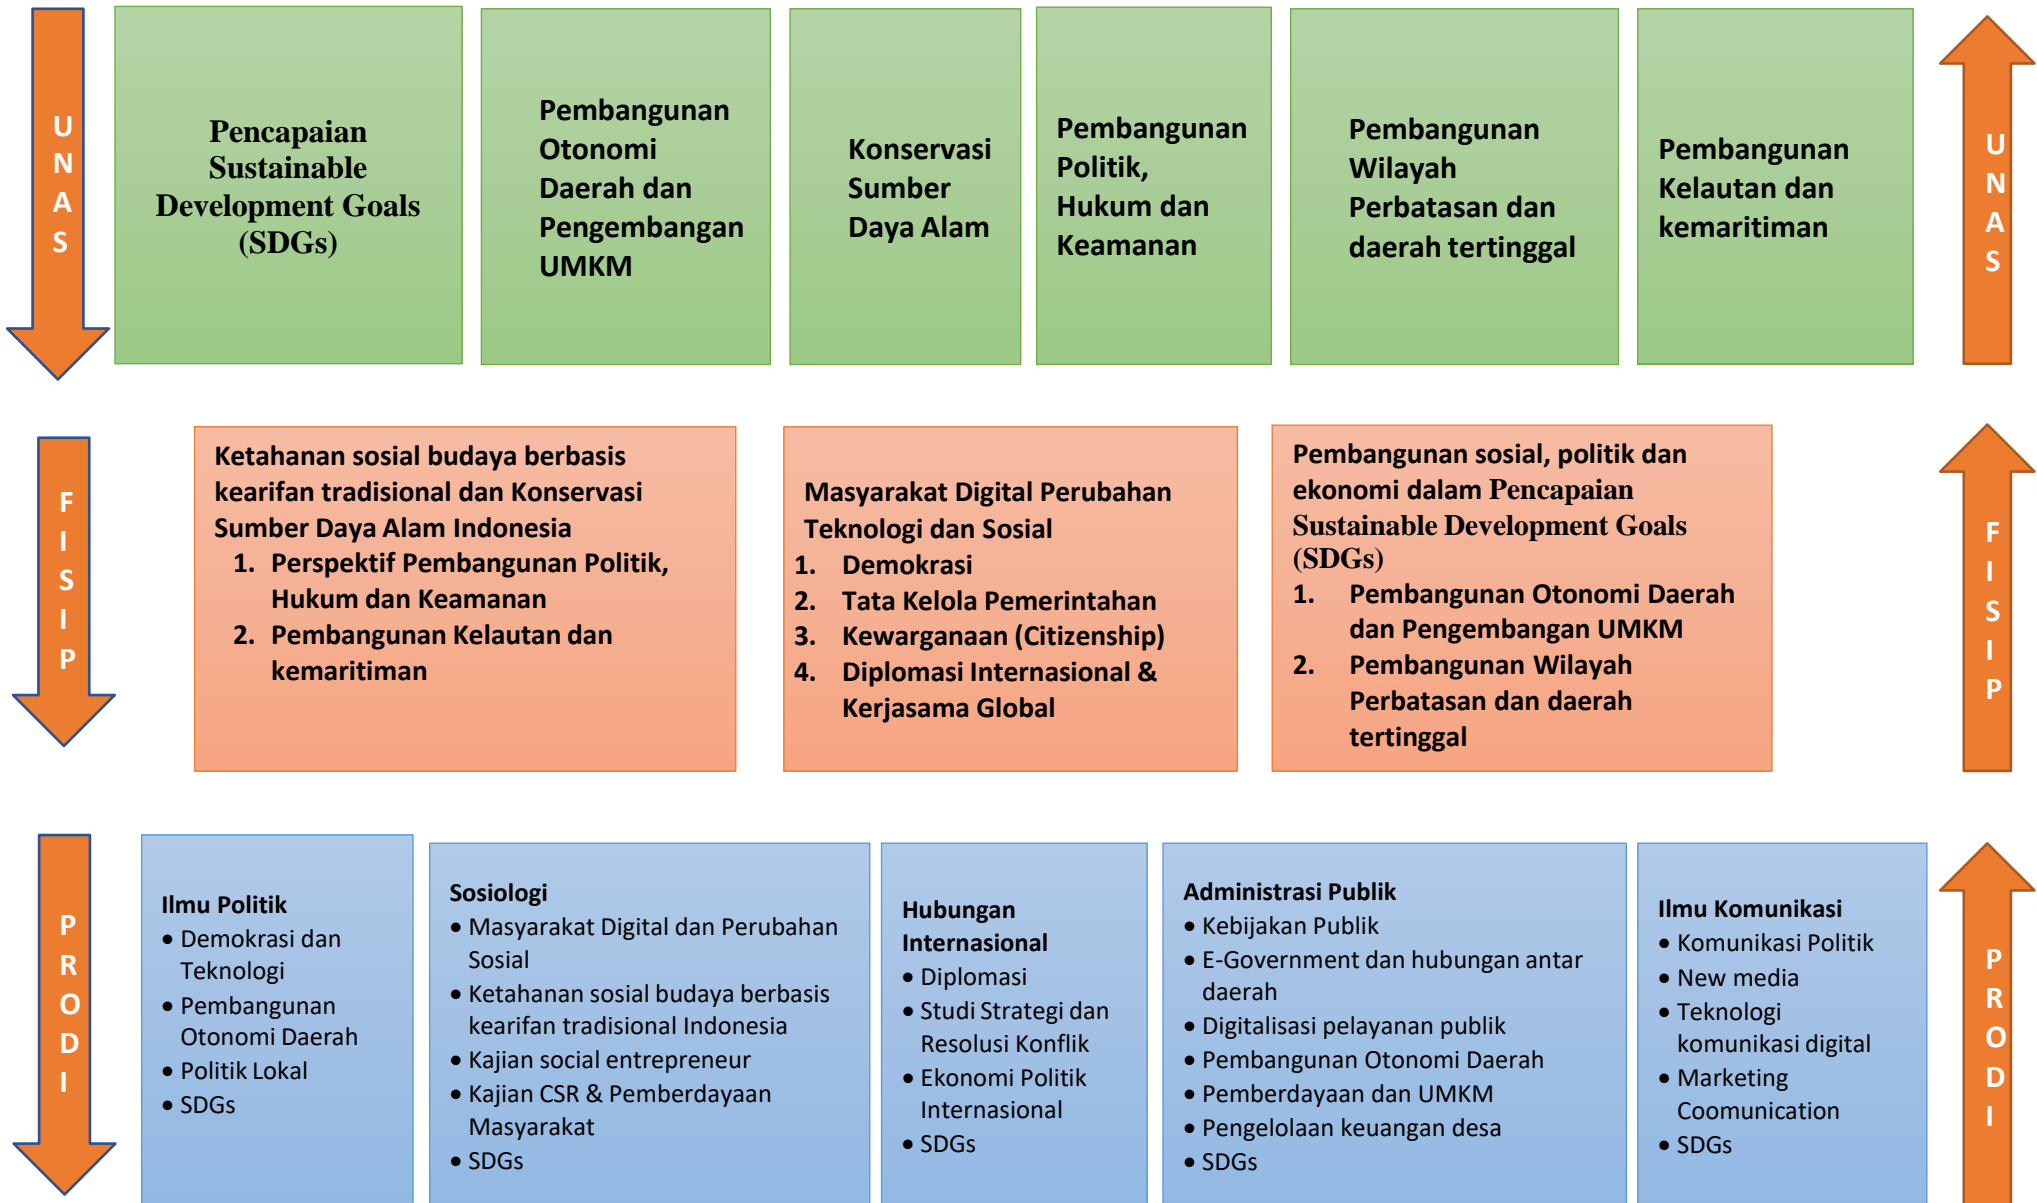 U
N
A
S
Pencapaian
Sustainable
Development Goals
(SDGs)
Pembangunan
Otonomi
Daerah dan
Pengembangan
UMKM
Konservasi
Sumber
Daya Alam
Pembangunan
Politik,
Hukum dan
Keamanan
Pembangunan
Wilayah
Perbatasan dan
daerah tertinggal
Pembangunan
Kelautan dan
kemaritiman
U
N
A
S
F
I
S
I
P
Ketahanan sosial budaya berbasis
kearifan tradisional dan Konservasi
Sumber Daya Alam Indonesia
1. Perspektif Pembangunan Politik,
Hukum dan Keamanan
2. Pembangunan Kelautan dan
kemaritiman
Masyarakat Digital Perubahan
Teknologi dan Sosial
1. Demokrasi
2. Tata Kelola Pemerintahan
3. Kewarganaan (Citizenship)
4. Diplomasi Internasional &
Kerjasama Global
Pembangunan sosial, politik dan
ekonomi dalam Pencapaian
Sustainable Development Goals
(SDGs)
1. Pembangunan Otonomi Daerah
dan Pengembangan UMKM
2. Pembangunan Wilayah
Perbatasan dan daerah
tertinggal
F
I
S
I
P
P
R
O
D
I
Ilmu Politik
• Demokrasi dan
Teknologi
• Pembangunan
Otonomi Daerah
• Politik Lokal
• SDGs
Sosiologi
• Masyarakat Digital dan Perubahan
Sosial
• Ketahanan sosial budaya berbasis
kearifan tradisional Indonesia
• Kajian social entrepreneur
• Kajian CSR & Pemberdayaan
Masyarakat
• SDGs
Hubungan
Internasional
• Diplomasi
• Studi Strategi dan
Resolusi Konflik
• Ekonomi Politik
Internasional
• SDGs
Administrasi Publik
• Kebijakan Publik
• E-Government dan hubungan antar
daerah
• Digitalisasi pelayanan publik
• Pembangunan Otonomi Daerah
• Pemberdayaan dan UMKM
• Pengelolaan keuangan desa
• SDGs
Ilmu Komunikasi
• Komunikasi Politik
• New media
• Teknologi
komunikasi digital
• Marketing
Coomunication
• SDGs
P
R
O
D
I